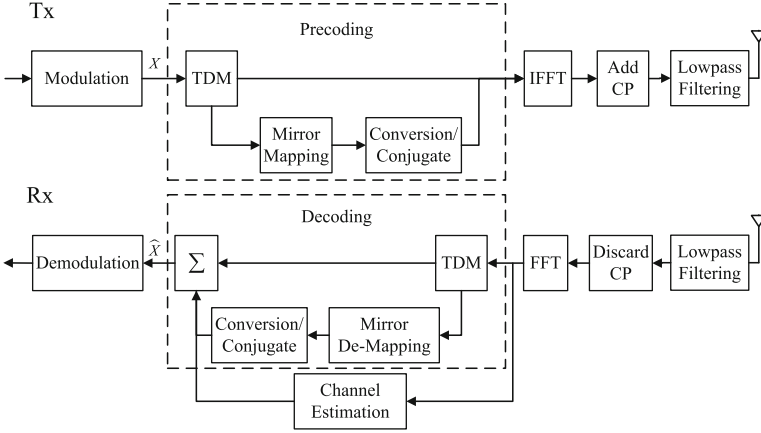 Tx
Precoding
Modulation
X
TDM
IFFT
Add
CP
Lowpass
Filtering
Mirror
Mapping
Conversion/
Conjugate
Rx
Decoding
Demodulation
X̂
∑
TDM
FFT
Discard
CP
Lowpass
Filtering
Conversion/
Conjugate
Mirror
De-Mapping
Channel
Estimation